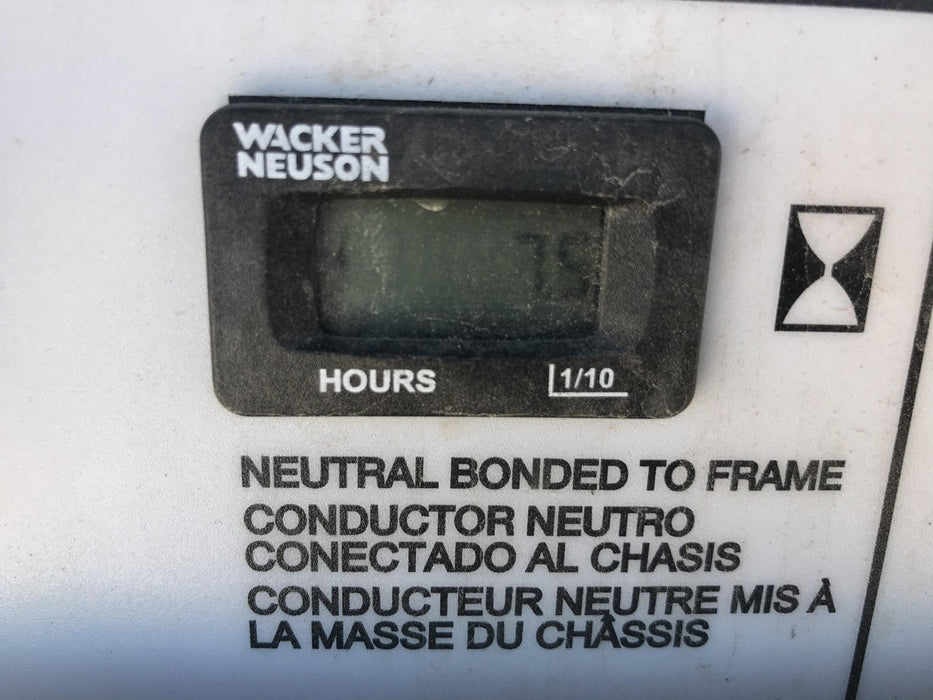 WACKER
NEUSON
75
HOURS 1/10
NEUTRAL BONDED TO FRAME
CONDUCTOR NEUTRO
CONECTADO AL CHASIS
CONDUCTEUR NEUTRE MIS À
LA MASSE DU CHÂSSIS